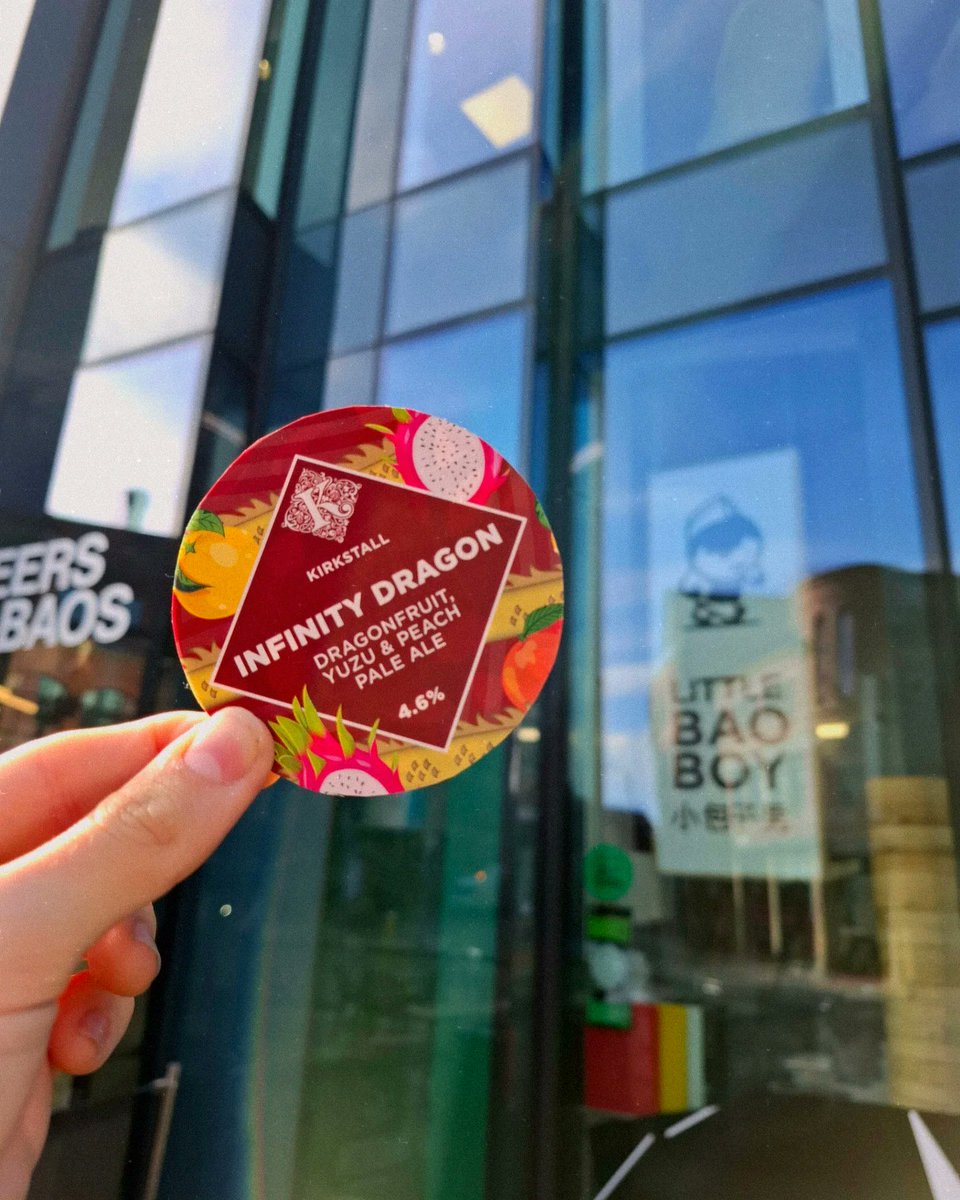 KIRKSTALL
INFINITY DRAGON
DRAGONFRUIT,
YUZU & PEACH
PALE ALE
4.6%
EERS
BAOS
LITTLE
BAO
BOY